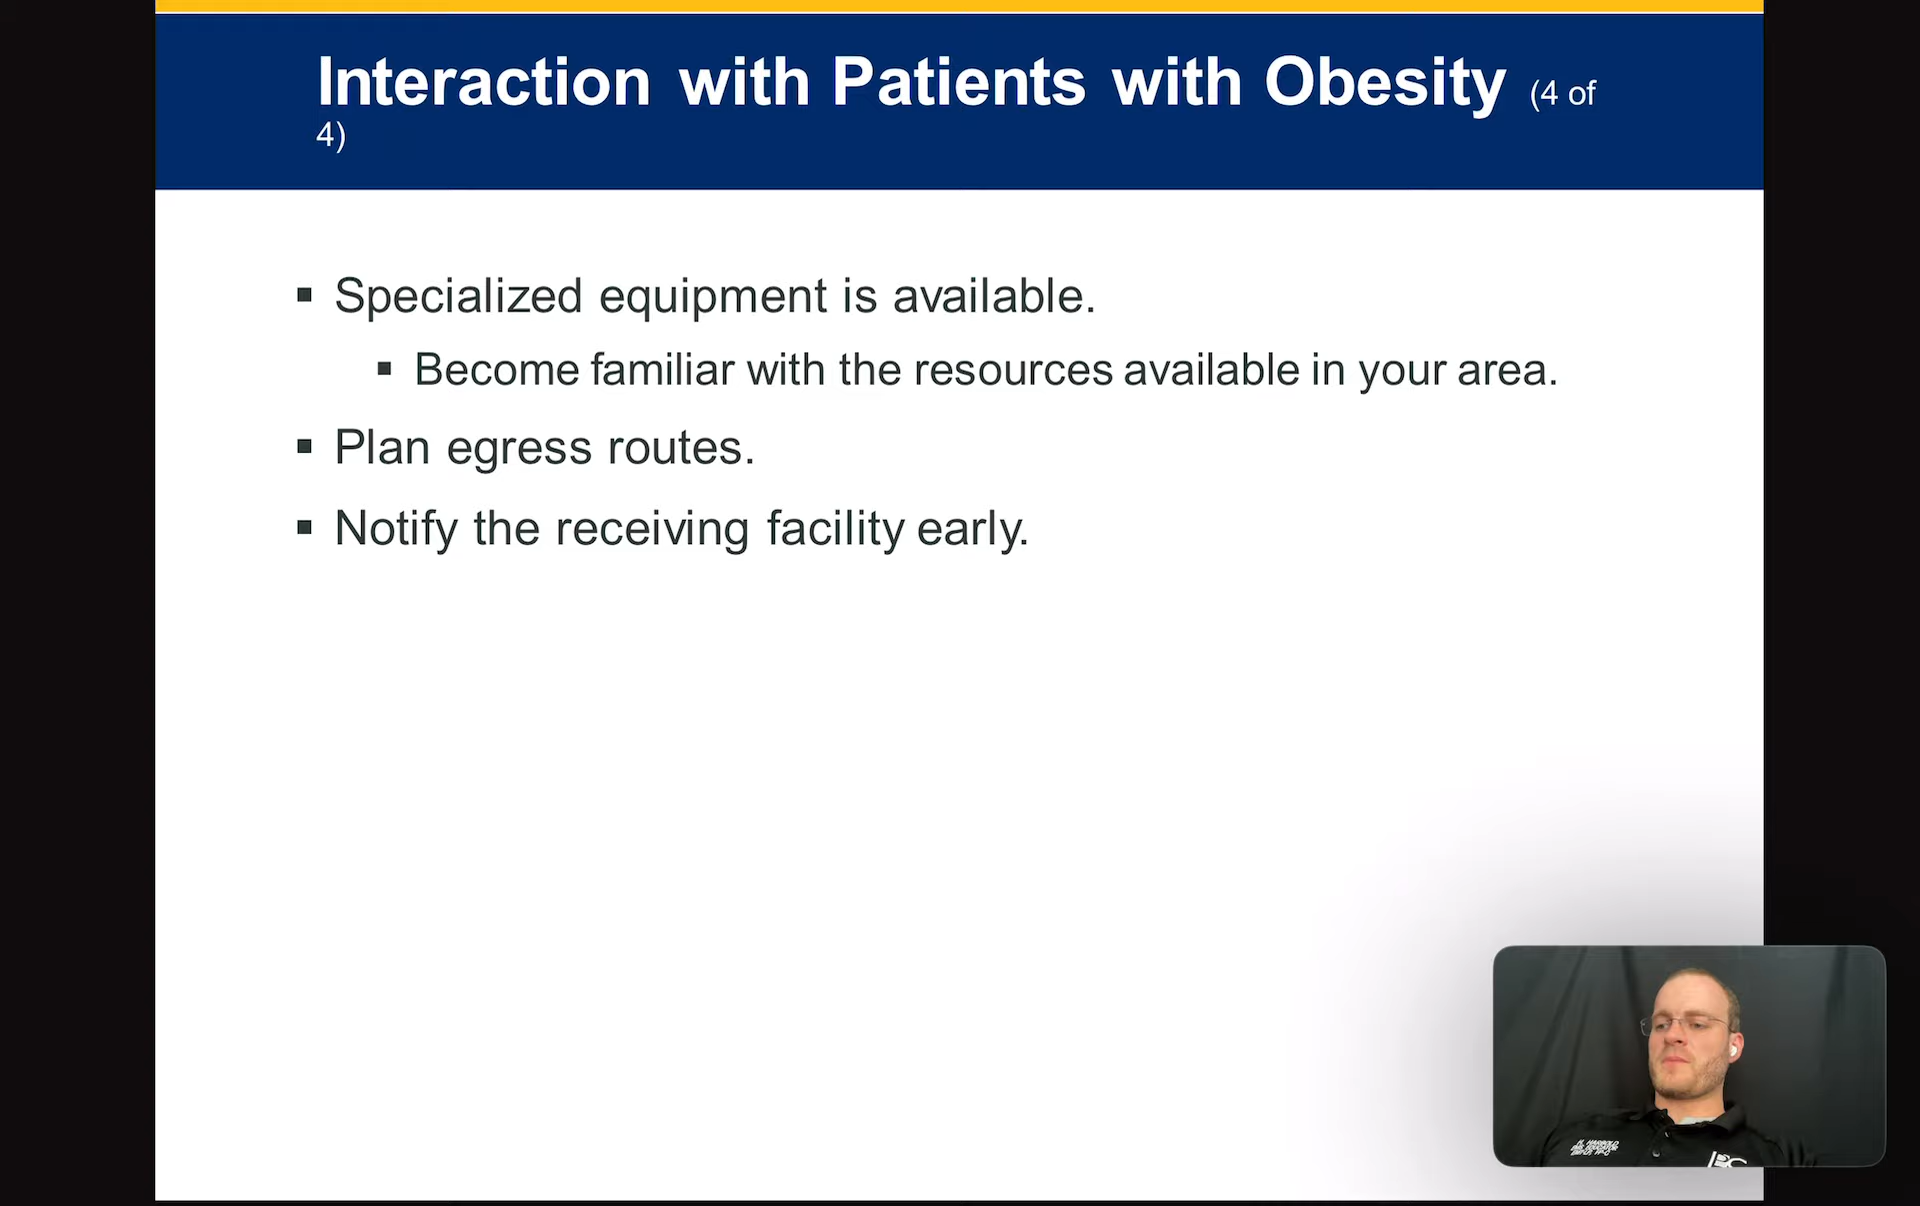 Interaction with Patients with Obesity (4 of
4)
▪ Specialized equipment is available.
▪ Become familiar with the resources available in your area.
▪ Plan egress routes.
▪ Notify the receiving facility early.